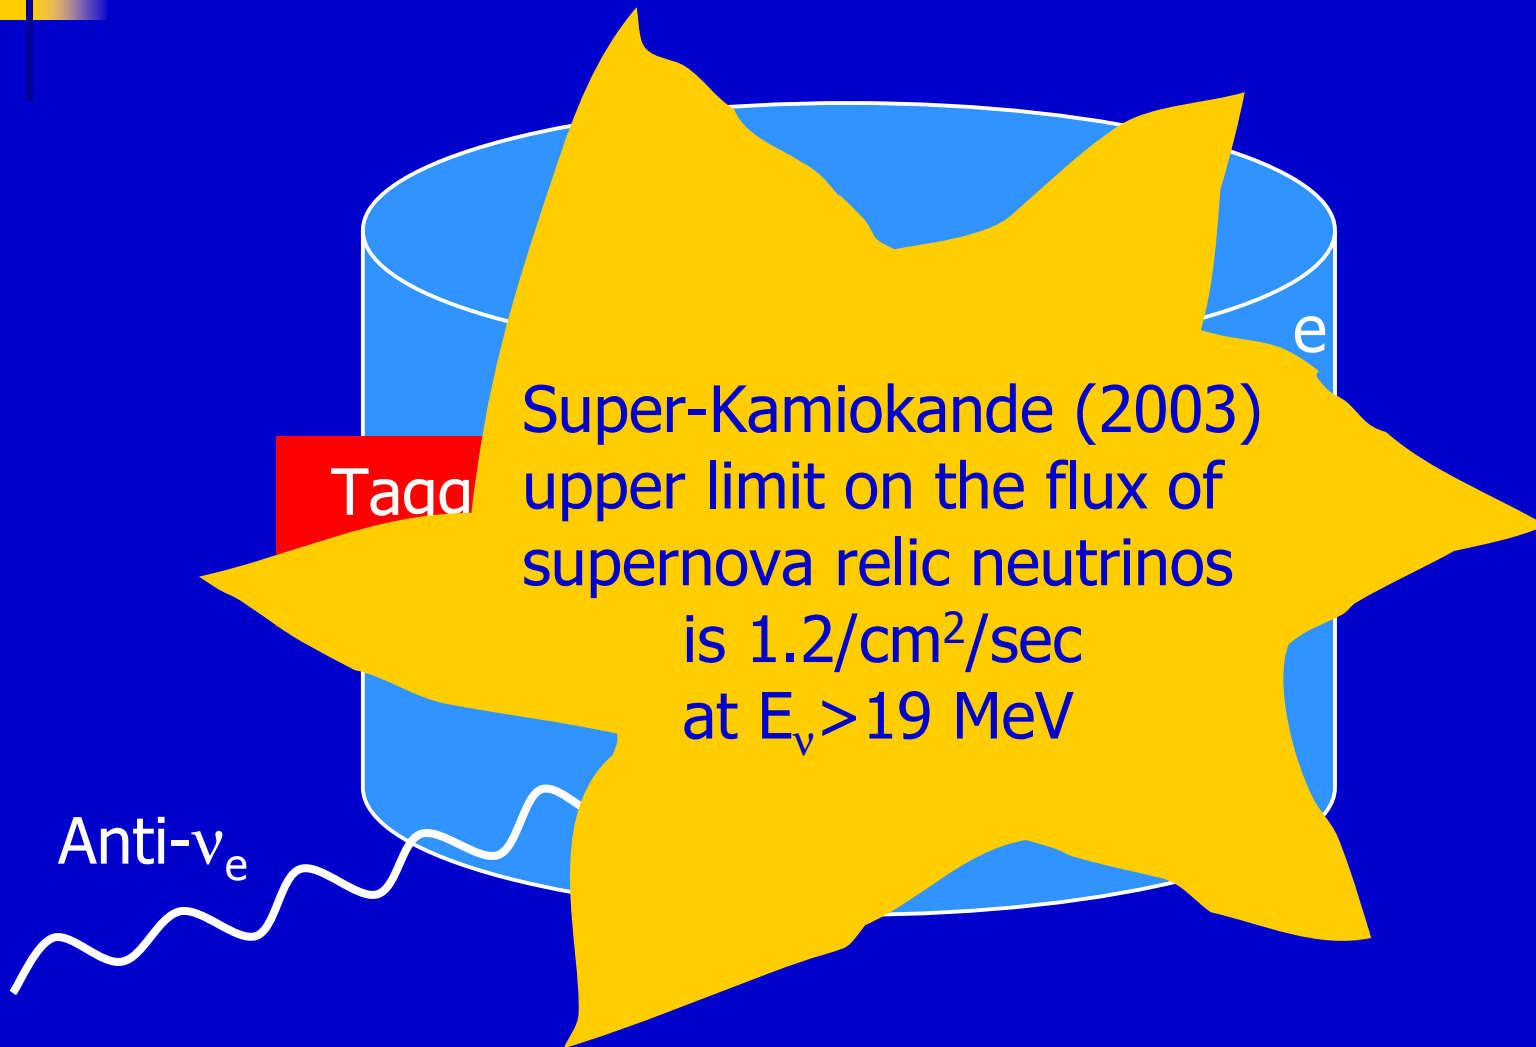 e
Super-Kamiokande (2003)
upper limit on the flux of
supernova relic neutrinos
is 1.2/cm²/sec
at Eν>19 MeV
Anti-νe